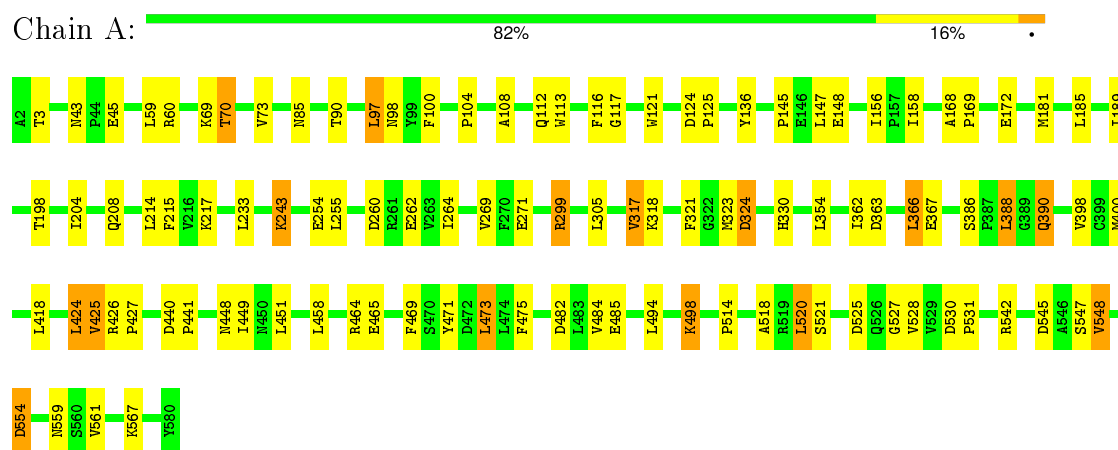 Chain A:
82% 16% •
A2 T3 N43 P44 E45 L59 R60 K69 T70 V73 N85 T90 L97 N98 Y99 F100 P104 A108 Q112 W113 F116 G117 W121 D124 P125 Y136 P145 E146 L147 E148 I156 P157 I158 A168 P169 E172 M181 L185
T198 I204 Q208 L214 F215 V216 K217 L233 K243 E254 L255 D260 R261 E262 V263 I264 V269 F270 E271 R299 L305 V317 K318 F321 G322 M323 D324 H330 L354 I362 D363 L366 E367 S386 P387 L388 G389 Q390 V398 C399 M400
L418 L424 V425 R426 P427 D440 P441 N448 I449 N450 L451 L458 R464 E465 F469 S470 Y471 D472 L473 L474 F475 D482 L483 V484 E485 L494 K498 P514 A518 R519 L520 S521 D525 Q526 G527 V528 V529 D530 P531 R542 D545 A546 S547 V548
D554 N559 S560 V561 K567 Y580